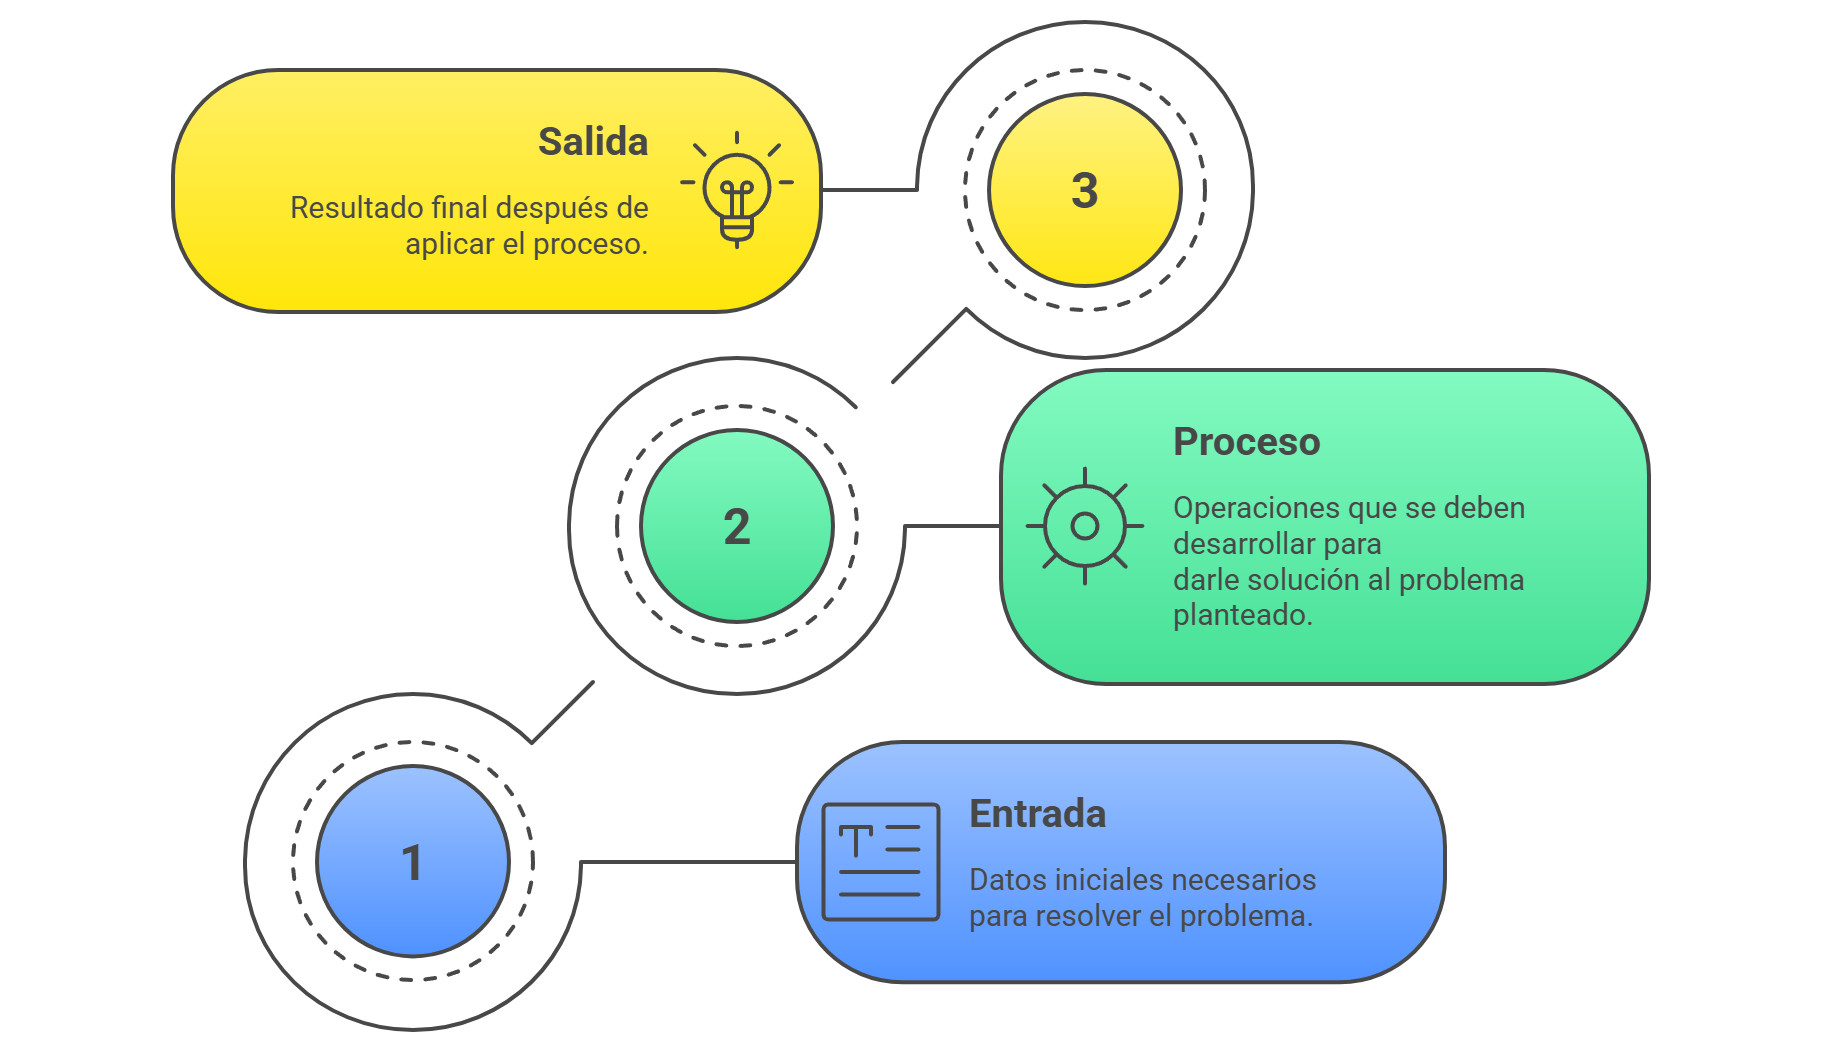 Salida
Resultado final después de
aplicar el proceso.
3
2
Proceso
Operaciones que se deben
desarrollar para
darle solución al problema
planteado.
1
Entrada
Datos iniciales necesarios
para resolver el problema.